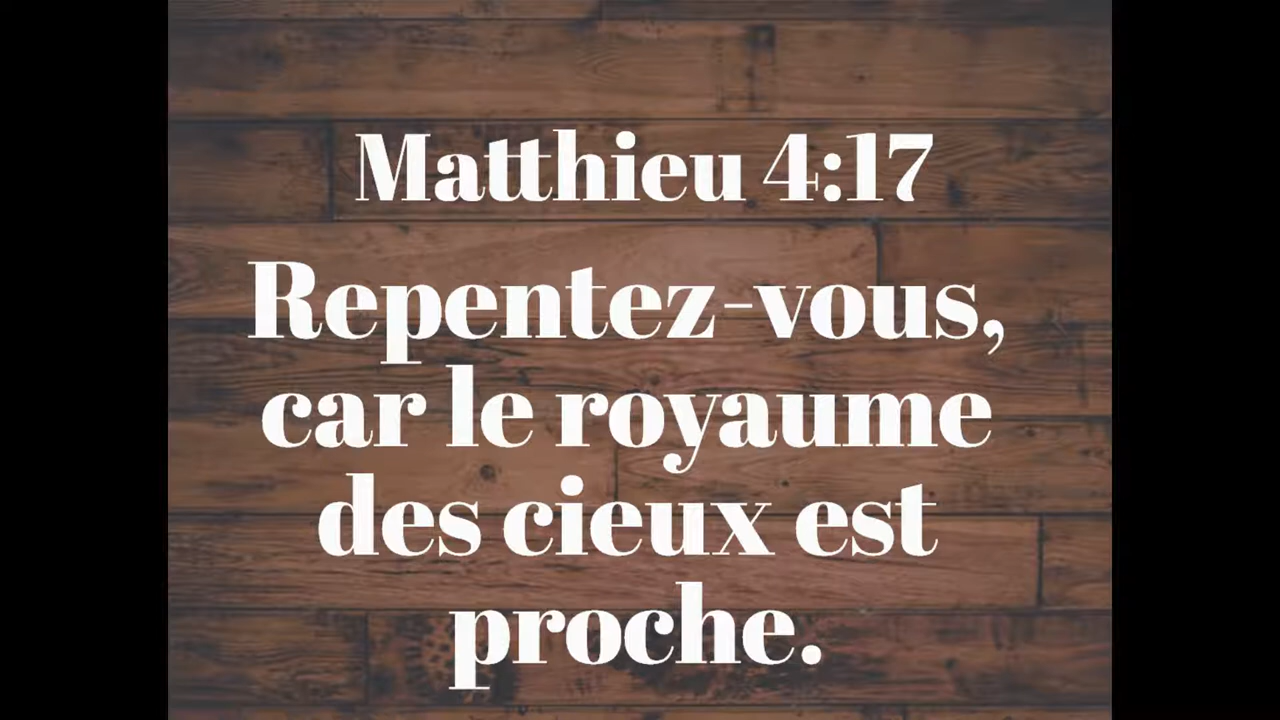 Matthieu 4:17
Repentez-vous,
car le royaume
des cieux est
proche.